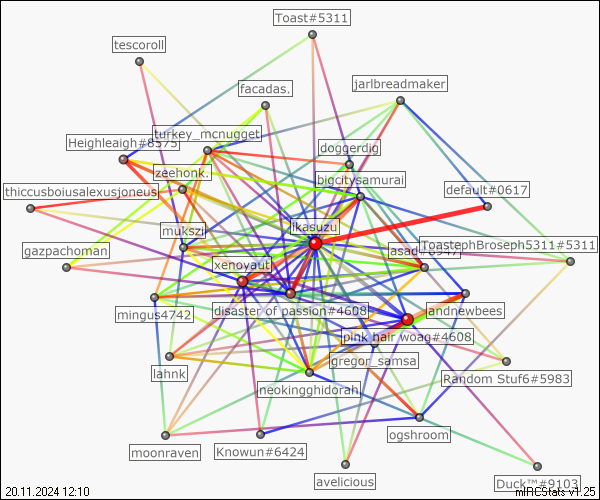 Toast#5311
tescoroll
jarlbreadmaker
facadas.
turkey_mcnugget
Heighleaigh#8575
doggerdig
zeehonk.
bigcitysamurai
thiccusboiusalexusjoneus
default#0617
ikasuzu
mukszi
ToastephBroseph5311#5311
gazpachoman
asad#6947
xenoyaut
mingus4742
disaster of passion#4608
andnewbees
pink hair woag#4608
gregor_samsa
lahnk
Random Stuf6#5983
neokingghidorah.
ogshroom
moonraven
Knowun#6424
avelicious
Duck™#9103
20.11.2024 12:10
mIRCStats v1.25